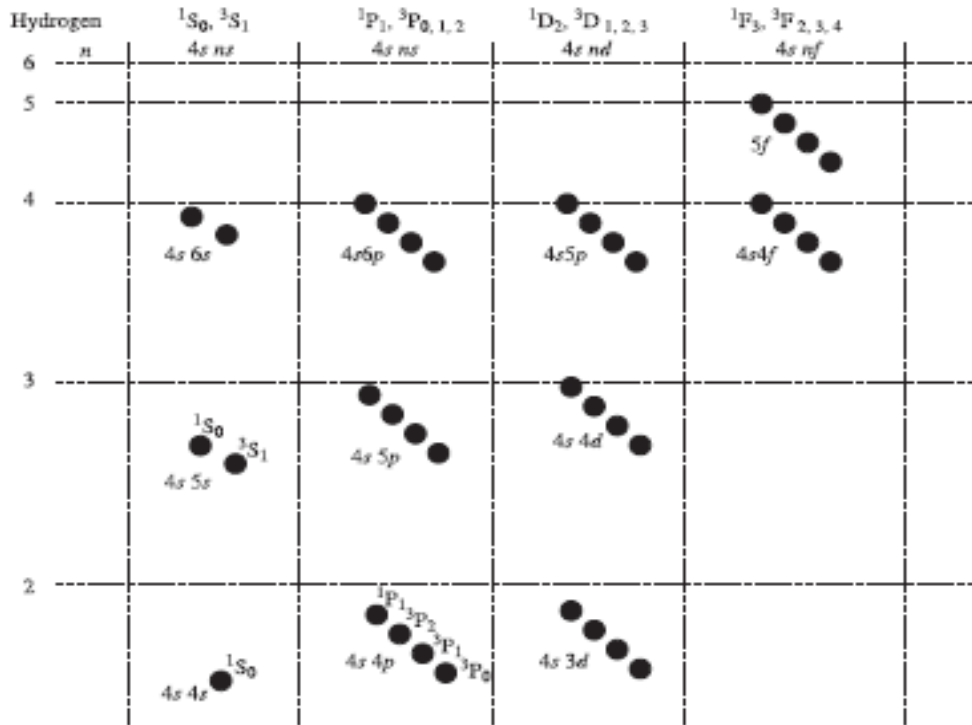 Hydrogen ¹S₀, ³S₁ ¹P₁, ³P₀, ₁, ₂ ¹D₂, ³D ₁, ₂, ₃ ¹F₃, ³F ₂, ₃, ₄
n 4s ns 4s ns 4s nd 4s nf
6
5
5f
4
4s 6s 4s6p 4s5p 4s4f
3
¹S₀
³S₁
4s 5s 4s 5p 4s 4d
2
¹P₁
³P₂
³P₁
³P₀
4s 4p 4s 3d
¹S₀
4s 4s